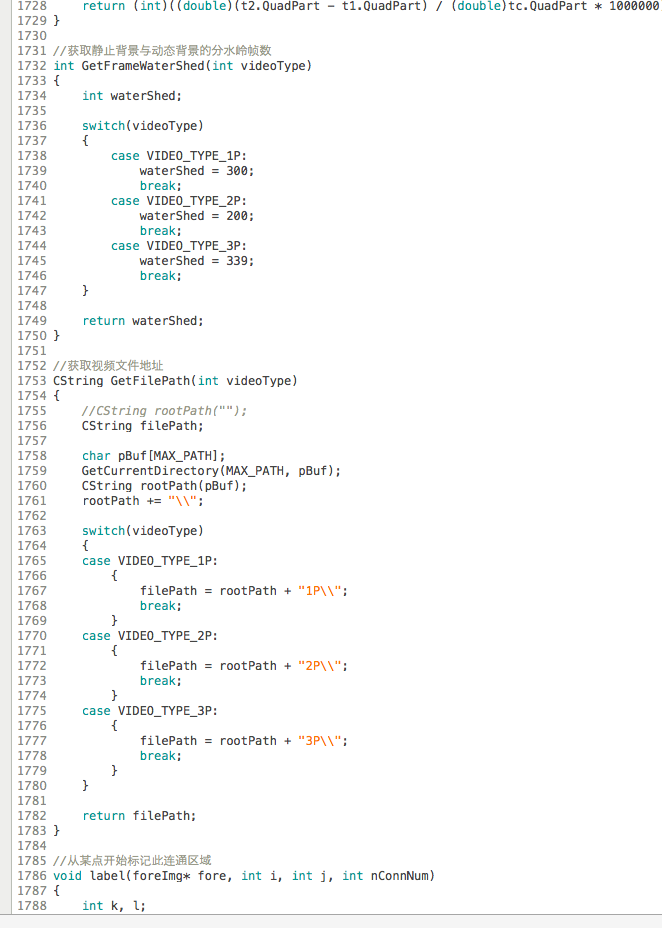 1728     return (int)((double)(t2.QuadPart - t1.QuadPart) / (double)tc.QuadPart * 1000000
1729 }
1730
1731 //获取静止背景与动态背景的分水岭帧数
1732 int GetFrameWaterShed(int videoType)
1733 {
1734     int waterShed;
1735
1736     switch(videoType)
1737     {
1738         case VIDEO_TYPE_1P:
1739             waterShed = 300;
1740             break;
1741         case VIDEO_TYPE_2P:
1742             waterShed = 200;
1743             break;
1744         case VIDEO_TYPE_3P:
1745             waterShed = 339;
1746             break;
1747     }
1748
1749     return waterShed;
1750 }
1751
1752 //获取视频文件地址
1753 CString GetFilePath(int videoType)
1754 {
1755     //CString rootPath("");
1756     CString filePath;
1757
1758     char pBuf[MAX_PATH];
1759     GetCurrentDirectory(MAX_PATH, pBuf);
1760     CString rootPath(pBuf);
1761     rootPath += "\\";
1762
1763     switch(videoType)
1764     {
1765     case VIDEO_TYPE_1P:
1766         {
1767             filePath = rootPath + "1P\\";
1768             break;
1769         }
1770     case VIDEO_TYPE_2P:
1771         {
1772             filePath = rootPath + "2P\\";
1773             break;
1774         }
1775     case VIDEO_TYPE_3P:
1776         {
1777             filePath = rootPath + "3P\\";
1778             break;
1779         }
1780     }
1781
1782     return filePath;
1783 }
1784
1785 //从某点开始标记此连通区域
1786 void label(foreImg* fore, int i, int j, int nConnNum)
1787 {
1788     int k, l;